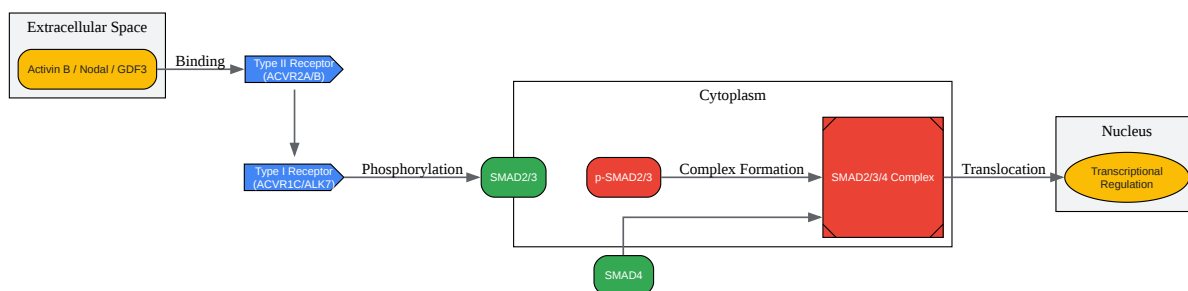 Extracellular Space
Activin B / Nodal / GDF3
Binding
Type II Receptor
(ACVR2A/B)
Type I Receptor
(ACVR1C/ALK7)
Phosphorylation
Cytoplasm
SMAD2/3
p-SMAD2/3
Complex Formation
SMAD2/3/4 Complex
SMAD4
Translocation
Nucleus
Transcriptional
Regulation